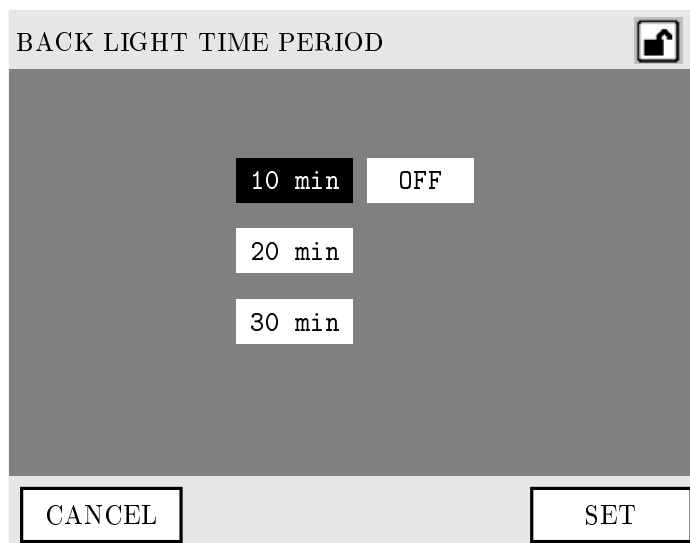 BACK LIGHT TIME PERIOD
10 min OFF
20 min
30 min
CANCEL SET